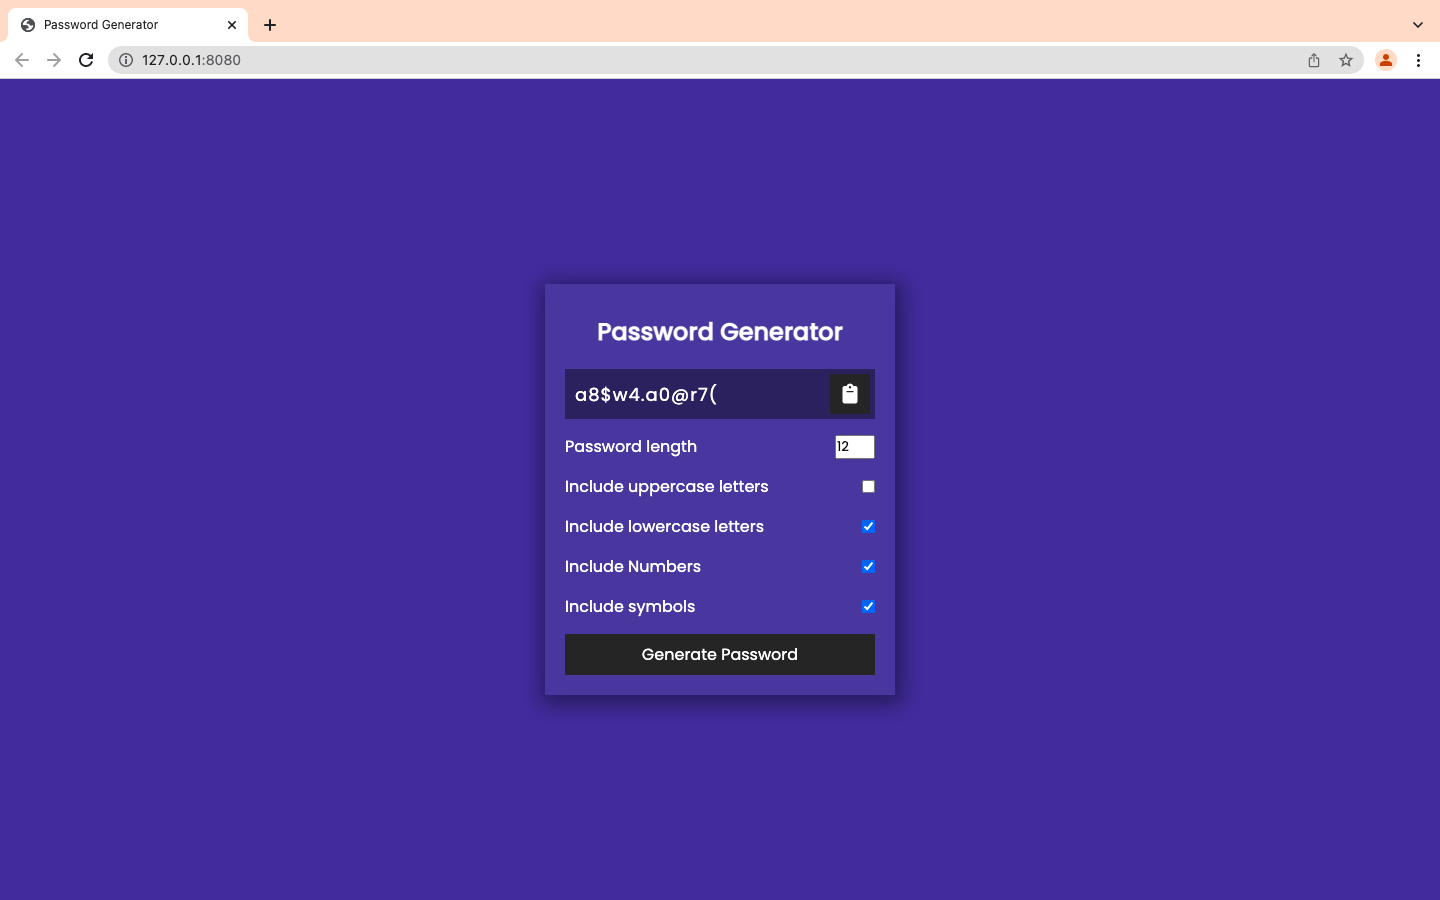 Password Generator
127.0.0.1:8080
Password Generator
a8$w4.a0@r7(
Password length
12
Include uppercase letters
Include lowercase letters
Include Numbers
Include symbols
Generate Password